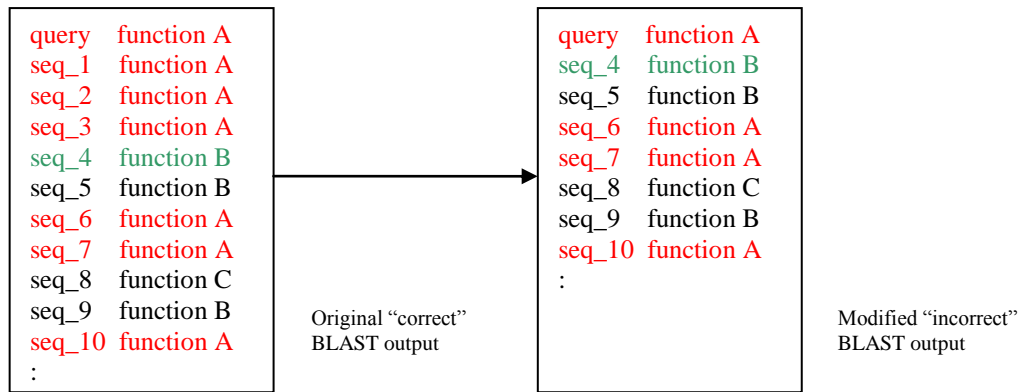 query function A
seq_1 function A
seq_2 function A
seq_3 function A
seq_4 function B
seq_5 function B
seq_6 function A
seq_7 function A
seq_8 function C
seq_9 function B
seq_10 function A
:
Original “correct”
BLAST output
query function A
seq_4 function B
seq_5 function B
seq_6 function A
seq_7 function A
seq_8 function C
seq_9 function B
seq_10 function A
:
Modified “incorrect”
BLAST output